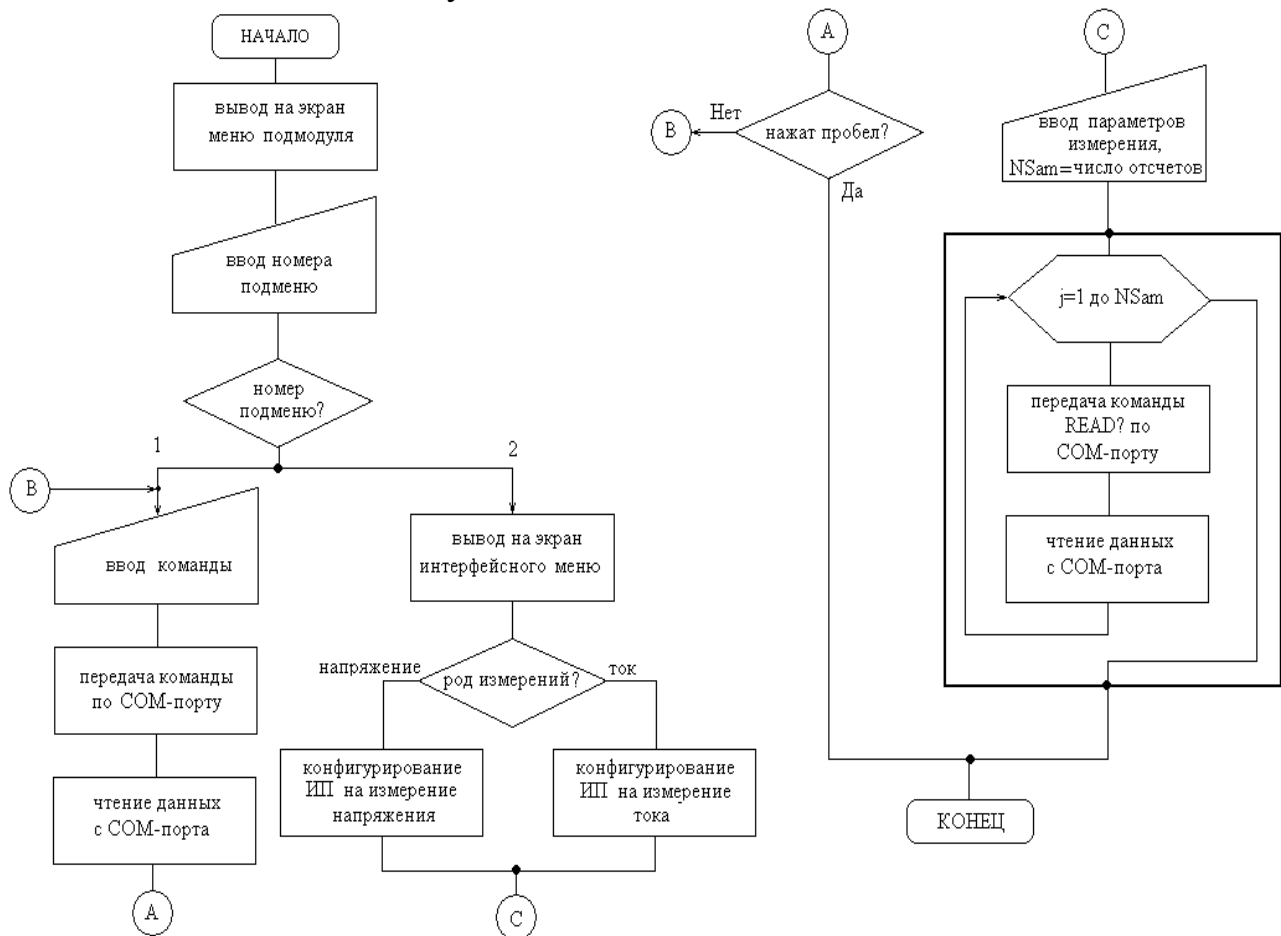 НАЧАЛО
вывод на экран
меню подмодуля
ввод номера
подменю
номер
подменю?
1
2
В
ввод команды
передача команды
по COM-порту
чтение данных
с COM-порта
А
вывод на экран
интерфейсного меню
напряжение
род измерений?
ток
конфигурирование
ИП на измерение
напряжения
конфигурирование
ИП на измерение
тока
С
А
Нет
В
нажат пробел?
Да
С
ввод параметров
измерения,
NSam=число отсчетов
j=1 до NSam
передача команды
READ? по
COM-порту
чтение данных
с COM-порта
КОНЕЦ